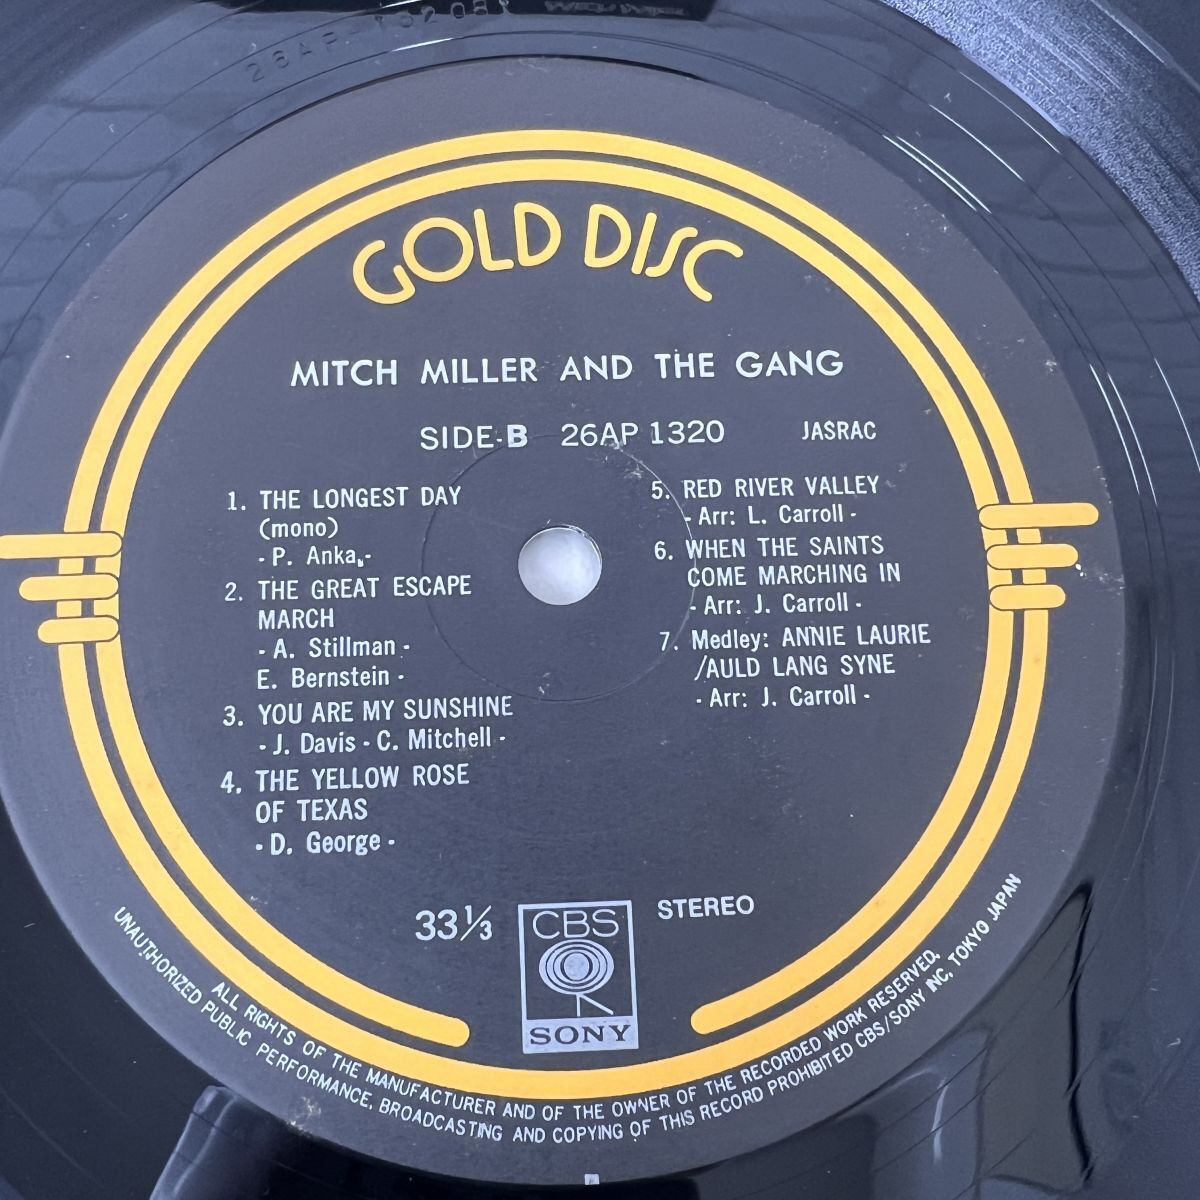 GOLD DISC
MITCH MILLER AND THE GANG
SIDE-B 26AP 1320 JASRAC
1. THE LONGEST DAY
(mono)
- P. Anka -
2. THE GREAT ESCAPE
MARCH
- A. Stillman -
E. Bernstein -
3. YOU ARE MY SUNSHINE
- J. Davis - C. Mitchell -
4. THE YELLOW ROSE
OF TEXAS
- D. George -
5. RED RIVER VALLEY
- Arr: L. Carroll -
6. WHEN THE SAINTS
COME MARCHING IN
- Arr: J. Carroll -
7. Medley: ANNIE LAURIE
/AULD LANG SYNE
- Arr: J. Carroll -
33⅓
CBS
SONY
STEREO
ALL RIGHTS OF THE MANUFACTURER AND OF THE OWNER OF THE RECORDED WORK RESERVED.
UNAUTHORIZED PUBLIC PERFORMANCE, BROADCASTING AND COPYING OF THIS RECORD PROHIBITED CBS/SONY INC. TOKYO JAPAN